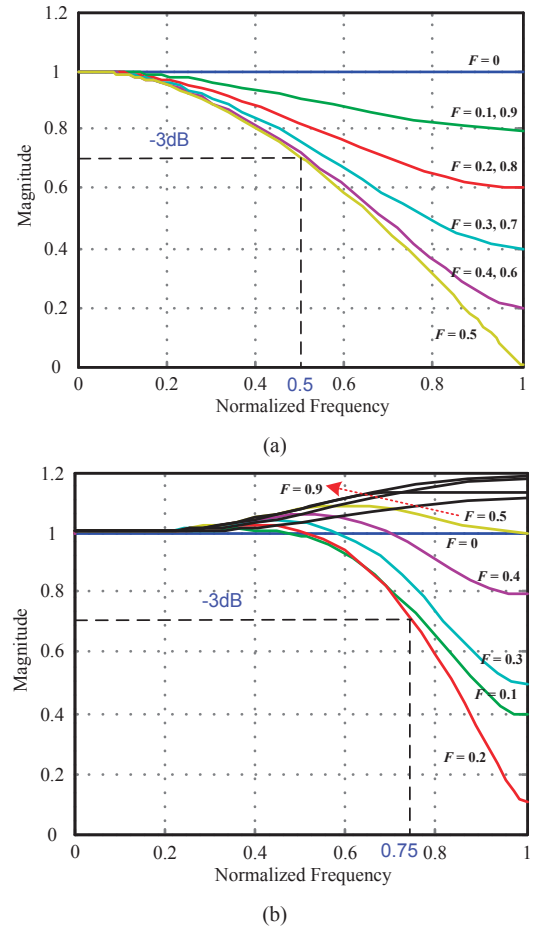 1.2
1
0.8
0.6
0.4
0.2
0
Magnitude
-3dB
F = 0
F = 0.1, 0.9
F = 0.2, 0.8
F = 0.3, 0.7
F = 0.4, 0.6
F = 0.5
0 0.2 0.4 0.5 0.6 0.8 1
Normalized Frequency
(a)
1.2
1
0.8
0.6
0.4
0.2
0
Magnitude
-3dB
F = 0.9
F = 0.5
F = 0
F = 0.4
F = 0.3
F = 0.1
F = 0.2
0 0.2 0.4 0.6 0.75 0.8 1
Normalized Frequency
(b)